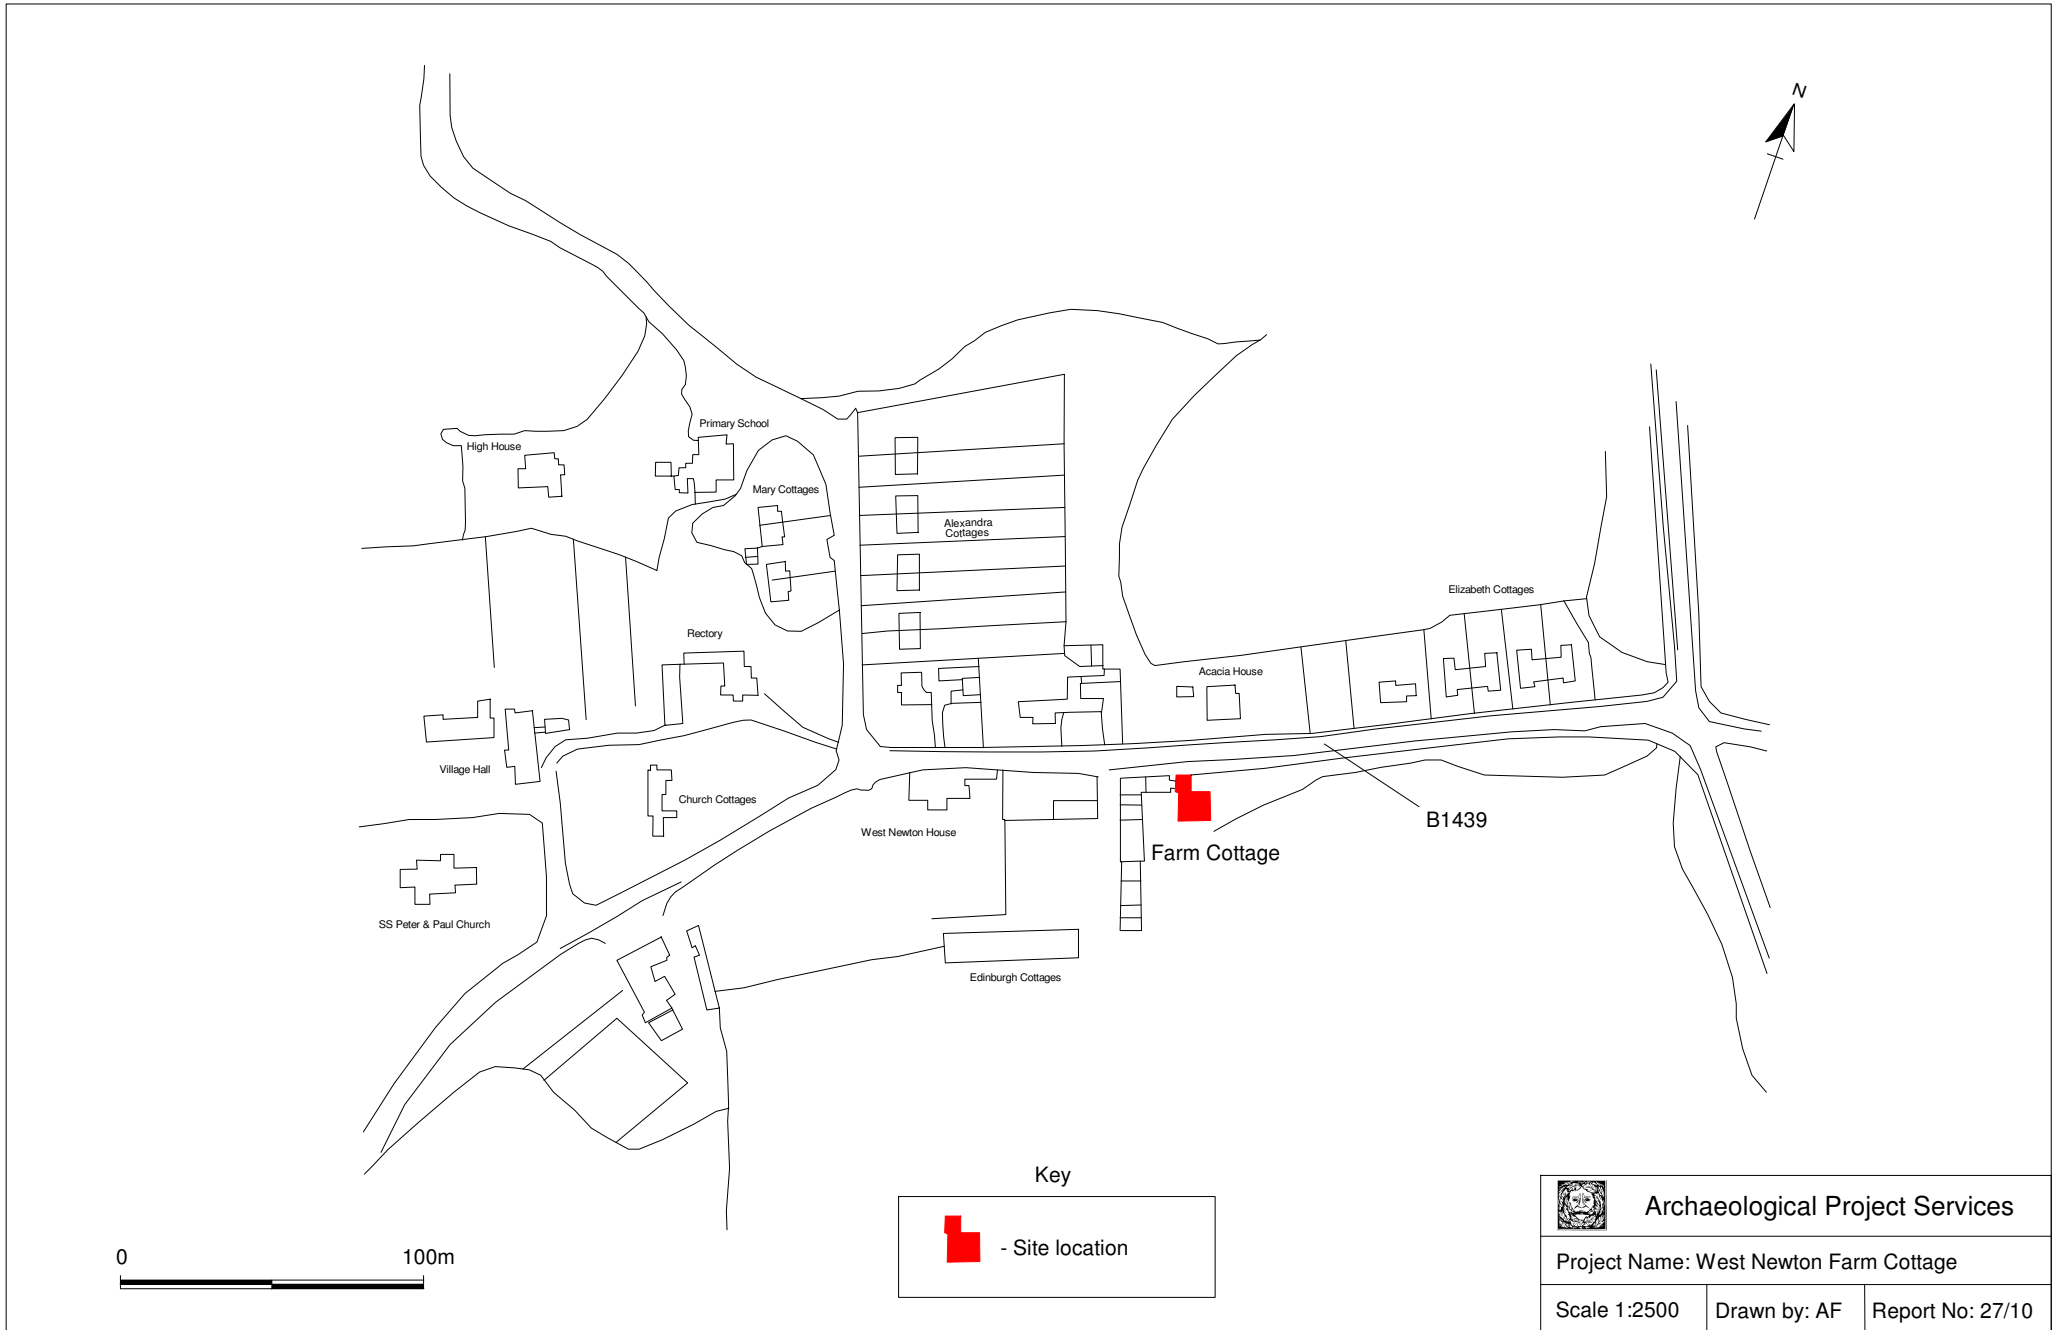 N
Primary School
High House
Mary Cottages
Alexandra
Cottages
Elizabeth Cottages
Rectory
Acacia House
Village Hall
Church Cottages
West Newton House
B1439
Farm Cottage
SS Peter & Paul Church
Edinburgh Cottages
Key
- Site location
0 100m
Archaeological Project Services
Project Name: West Newton Farm Cottage
Scale 1:2500 Drawn by: AF Report No: 27/10